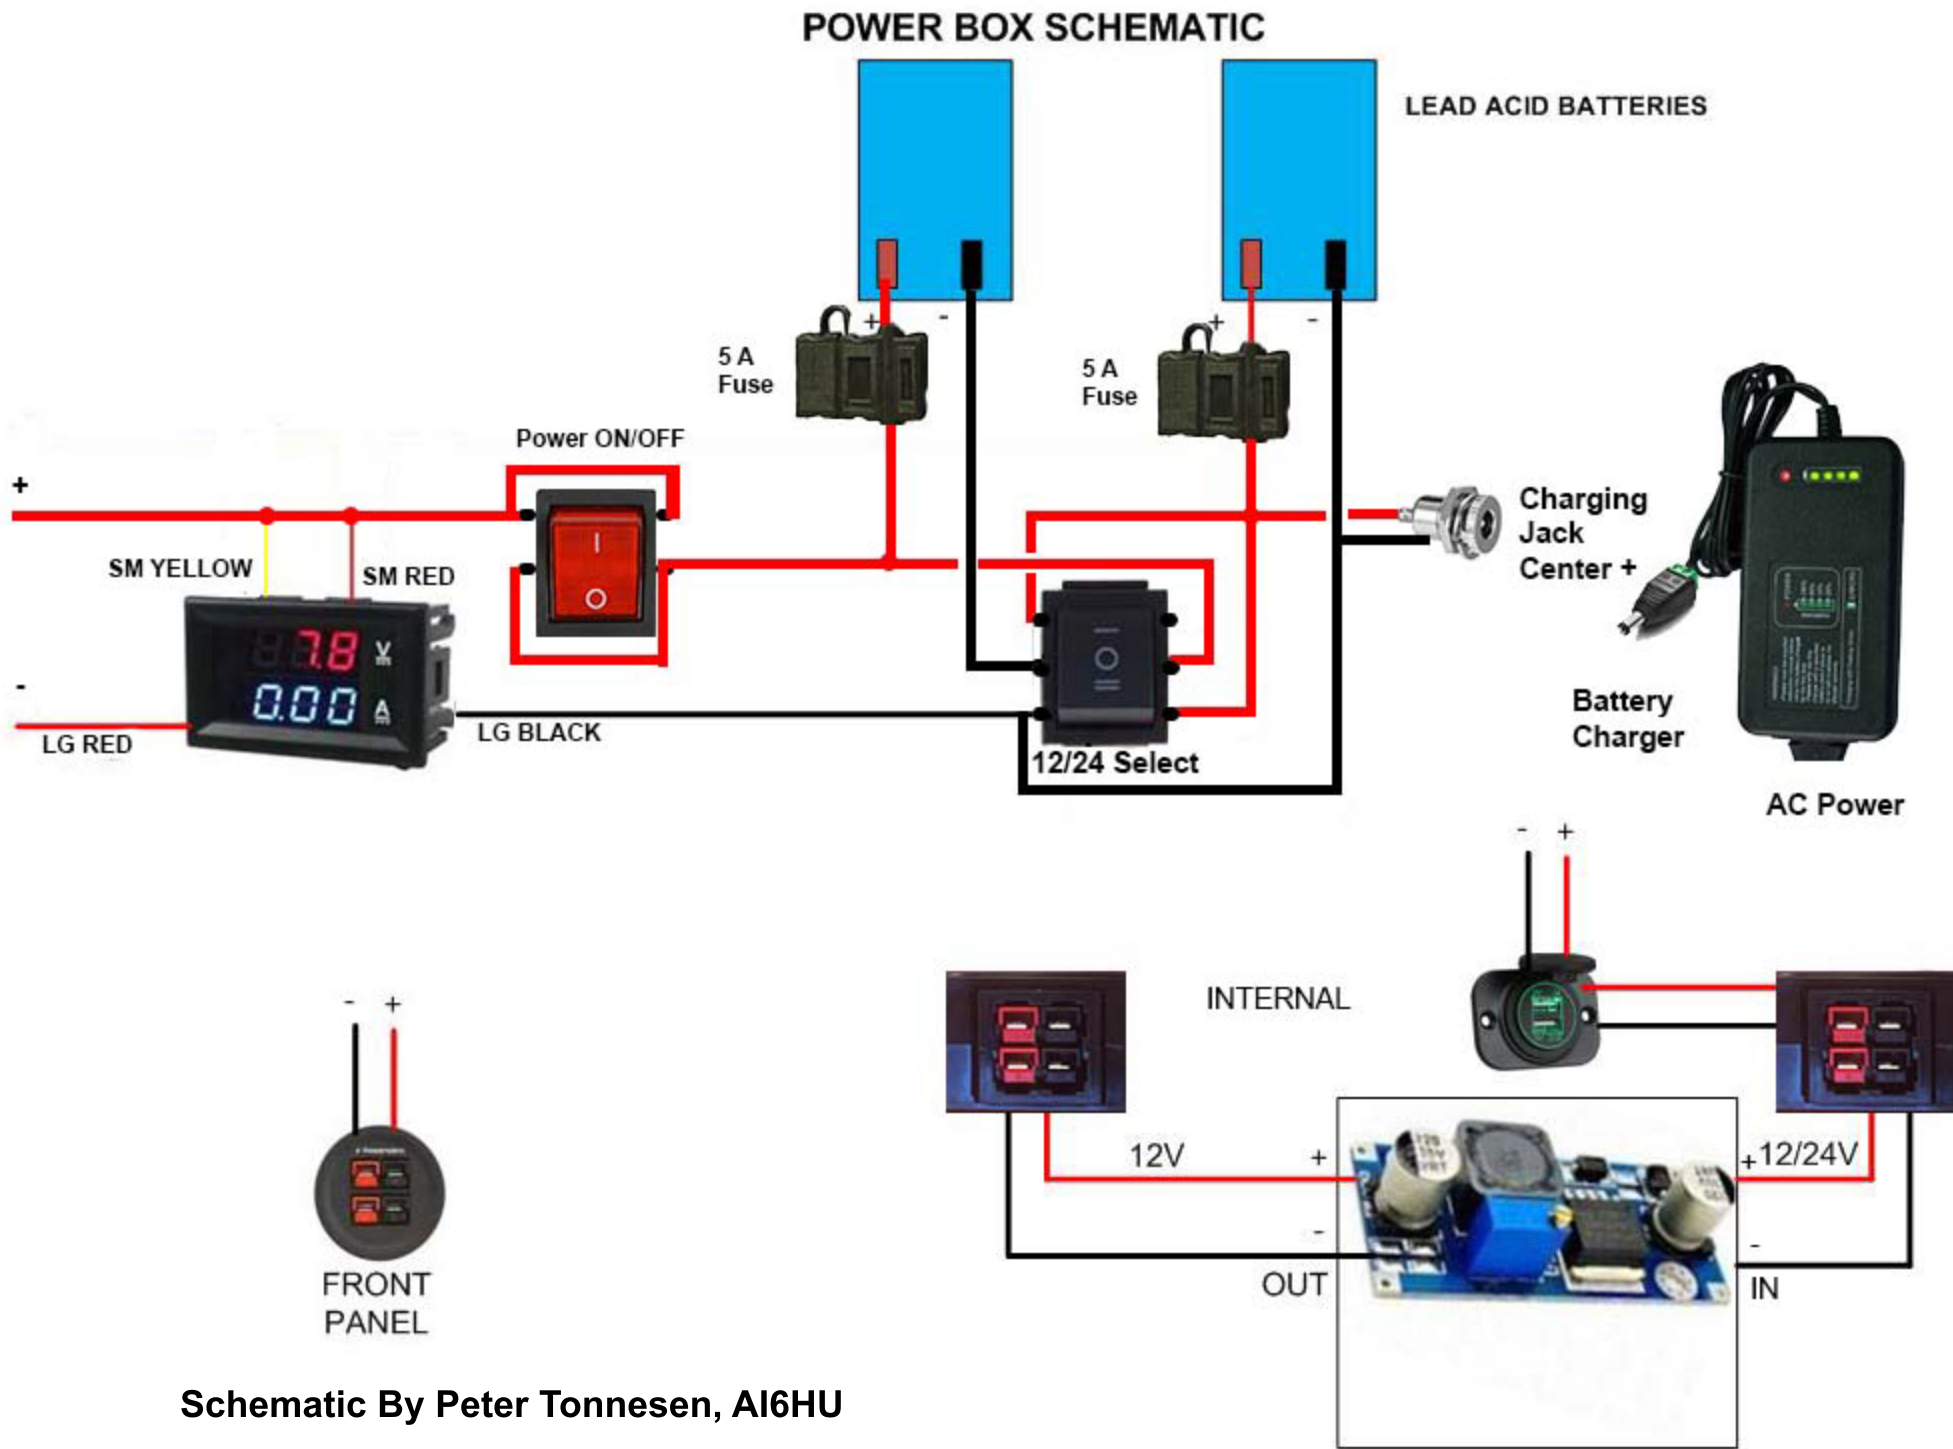 POWER BOX SCHEMATIC
LEAD ACID BATTERIES
+
-
+
-
5 A
Fuse
5 A
Fuse
Power ON/OFF
+
SM YELLOW
SM RED
7.8 V
0.00 A
-
LG RED
LG BLACK
12/24 Select
Charging
Jack
Center +
Battery
Charger
AC Power
- +
- +
INTERNAL
12V
+
+
12/24V
-
-
OUT
IN
FRONT
PANEL
Schematic By Peter Tonnesen, AI6HU